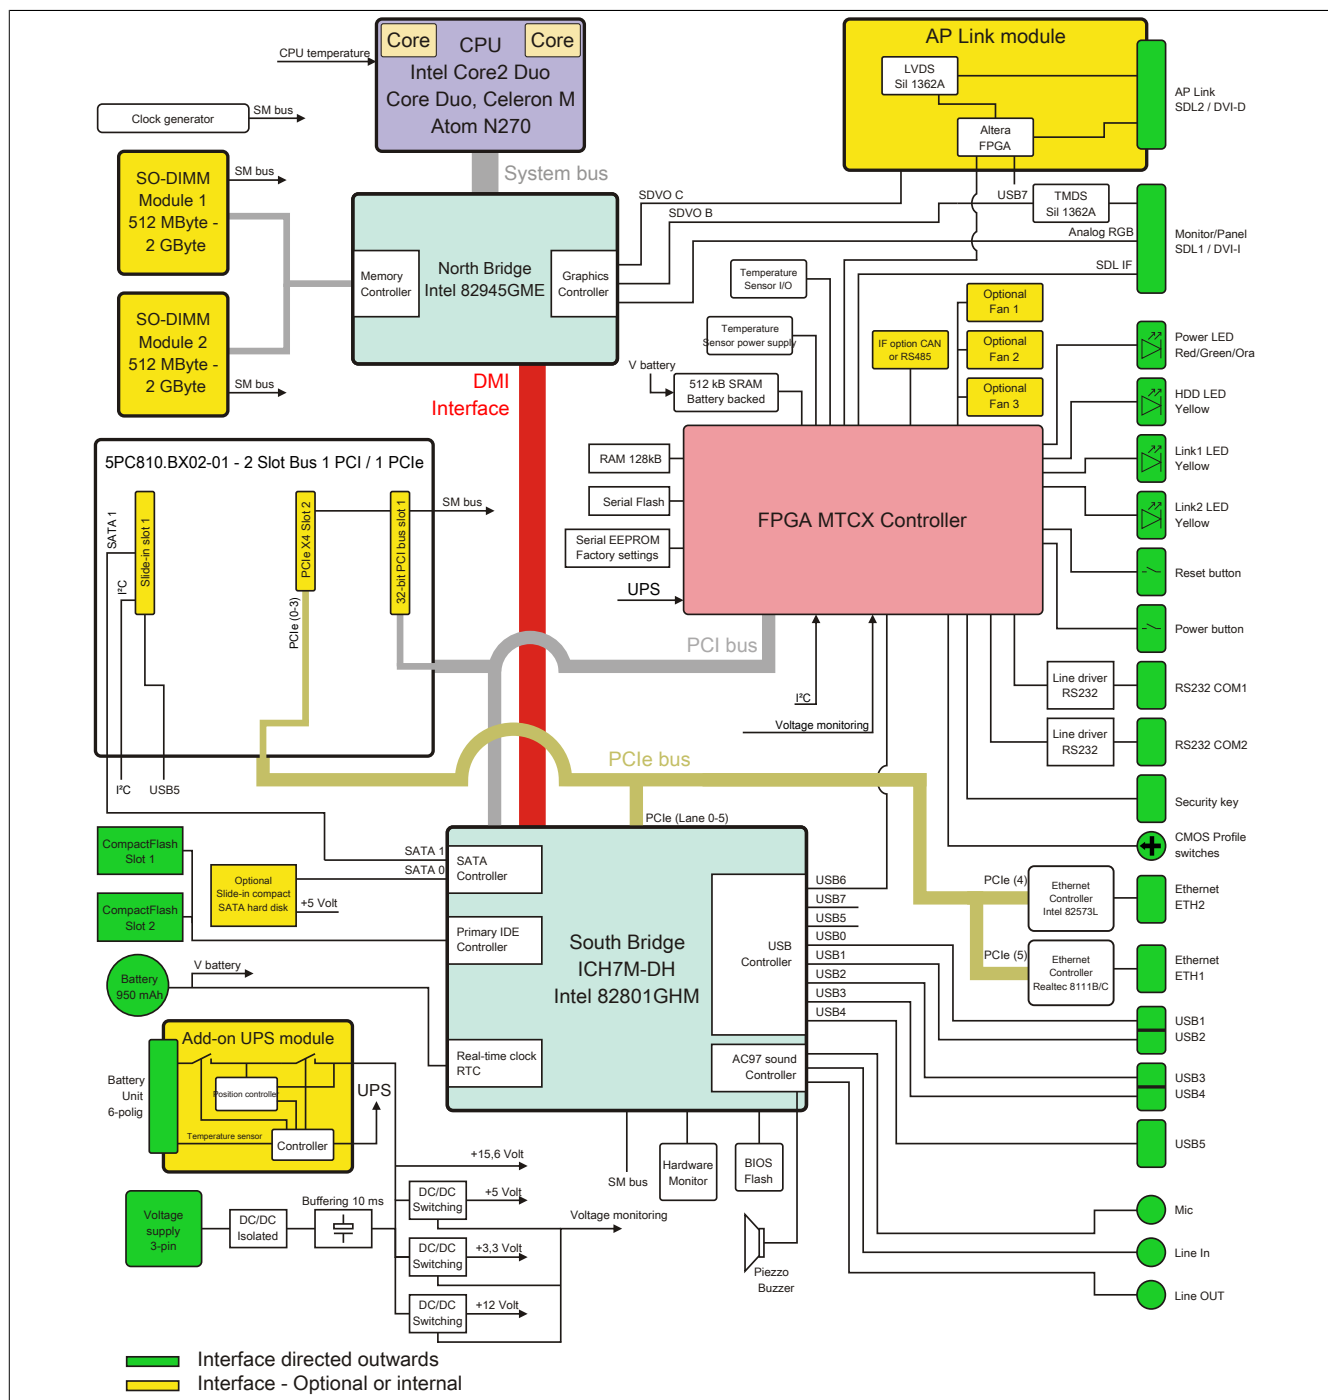 Core
Core
CPU
Intel Core2 Duo
Core Duo, Celeron M
Atom N270
CPU temperature
Clock generator
SM bus
SO-DIMM
Module 1
512 MByte -
2 GByte
SM bus
SO-DIMM
Module 2
512 MByte -
2 GByte
SM bus
System bus
Memory
Controller
North Bridge
Intel 82945GME
Graphics
Controller
DMI
Interface
AP Link module
LVDS
Sil 1362A
Altera
FPGA
AP Link
SDL2 / DVI-D
SDVO C
SDVO B
USB7
TMDS
Sil 1362A
Analog RGB
SDL IF
Monitor/Panel
SDL1 / DVI-I
Temperature
Sensor I/O
Temperature
Sensor power supply
V battery
512 kB SRAM
Battery backed
IF option CAN
or RS485
Optional
Fan 1
Optional
Fan 2
Optional
Fan 3
Power LED
Red/Green/Ora
HDD LED
Yellow
Link1 LED
Yellow
Link2 LED
Yellow
Reset button
Power button
RAM 128kB
Serial Flash
Serial EEPROM
Factory settings
UPS
FPGA MTCX Controller
5PC810.BX02-01 - 2 Slot Bus 1 PCI / 1 PCIe
SATA 1
Slide-in slot 1
I²C
PCIe X4 Slot 2
PCIe (0-3)
32-bit PCI bus slot 1
SM bus
I²C
USB5
PCI bus
I²C
Voltage monitoring
Line driver
RS232
RS232 COM1
Line driver
RS232
RS232 COM2
Security key
CMOS Profile
switches
PCIe bus
PCIe (Lane 0-5)
CompactFlash
Slot 1
CompactFlash
Slot 2
Optional
Slide-in compact
SATA hard disk
+5 Volt
SATA 1
SATA 0
SATA
Controller
Primary IDE
Controller
South Bridge
ICH7M-DH
Intel 82801GHM
Real-time clock
RTC
USB
Controller
AC97 sound
Controller
USB6
USB7
USB5
USB0
USB1
USB2
USB3
USB4
PCIe (4)
Ethernet
Controller
Intel 82573L
Ethernet
ETH2
PCIe (5)
Ethernet
Controller
Realtec 8111B/C
Ethernet
ETH1
USB1
USB2
USB3
USB4
USB5
Mic
Line In
Line OUT
Battery
950 mAh
V battery
Add-on UPS module
Battery
Unit
6-polig
Position controller
Temperature sensor
Controller
UPS
Voltage
supply
3-pin
DC/DC
Isolated
Buffering 10 ms
+15,6 Volt
DC/DC
Switching
+5 Volt
DC/DC
Switching
+3,3 Volt
DC/DC
Switching
+12 Volt
Voltage monitoring
SM bus
Hardware
Monitor
BIOS
Flash
Piezzo
Buzzer
Interface directed outwards
Interface - Optional or internal